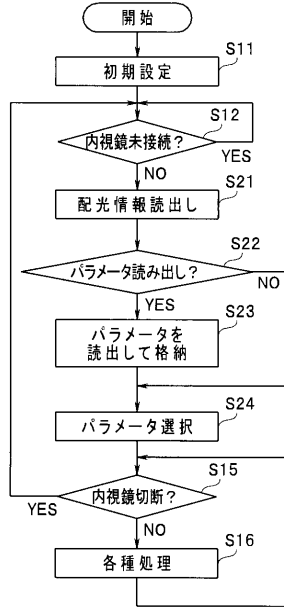 開始
S11
初期設定
S12
内視鏡未接続?
YES
NO
S21
配光情報読出し
S22
パラメータ読み出し?
NO
YES
S23
パラメータを
読出して格納
S24
パラメータ選択
S15
内視鏡切断?
YES
NO
S16
各種処理